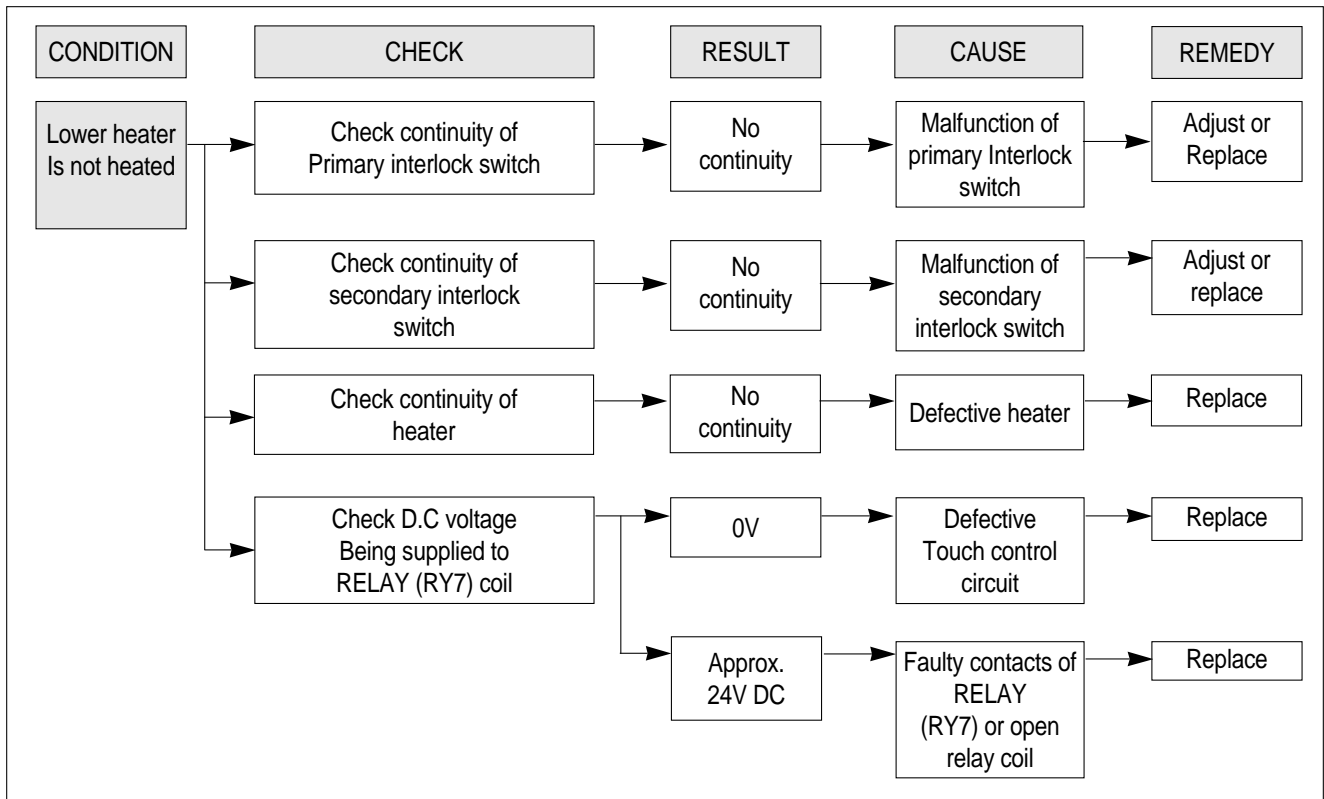 CONDITION
CHECK
RESULT
CAUSE
REMEDY
Lower heater
Is not heated
Check continuity of
Primary interlock switch
No
continuity
Malfunction of
primary Interlock
switch
Adjust or
Replace
Check continuity of
secondary interlock
switch
No
continuity
Malfunction of
secondary
interlock switch
Adjust or
replace
Check continuity of
heater
No
continuity
Defective heater
Replace
Check D.C voltage
Being supplied to
RELAY (RY7) coil
0V
Defective
Touch control
circuit
Replace
Approx.
24V DC
Faulty contacts of
RELAY
(RY7) or open
relay coil
Replace